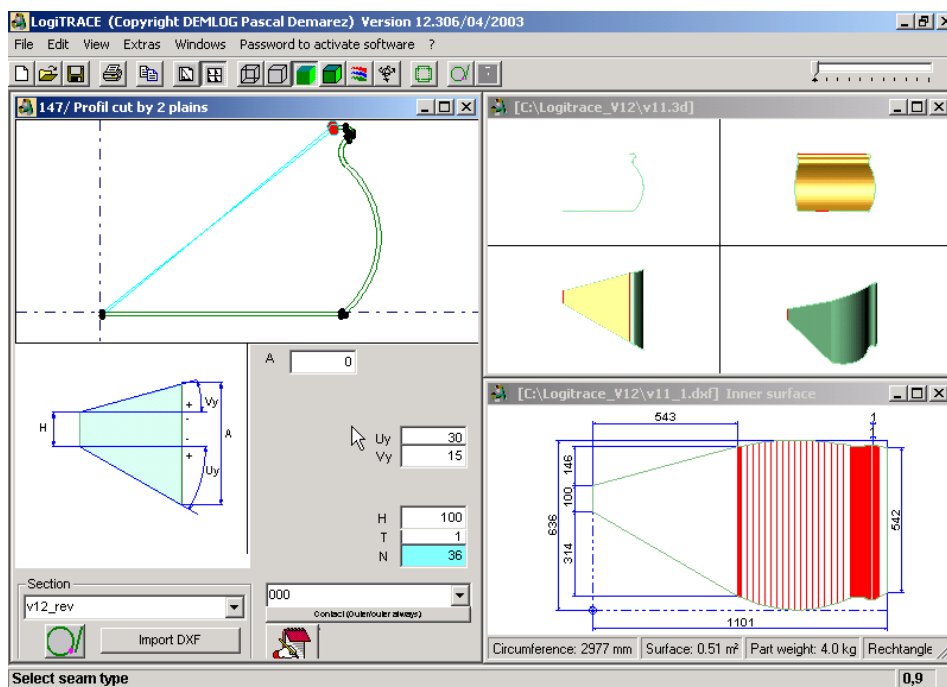 LogiTRACE (Copyright DEMLOG Pascal Demarez) Version 12.306/04/2003
File Edit View Extras Windows Password to activate software ?
147/ Profil cut by 2 plains
[C:\Logitrace_V12\v11.3d]
A 0
Vy
H
A
Uy
+
-
-
+
Uy 30
Vy 15
H 100
T 1
N 36
Section
v12_rev
Import DXF
000
Contact (Outer/outer always)
[C:\Logitrace_V12\v11_1.dxf] Inner surface
543
1
1
146
100
636
314
542
1101
Circumference: 2977 mm Surface: 0.51 m² Part weight: 4.0 kg Rechtangle
Select seam type 0,9